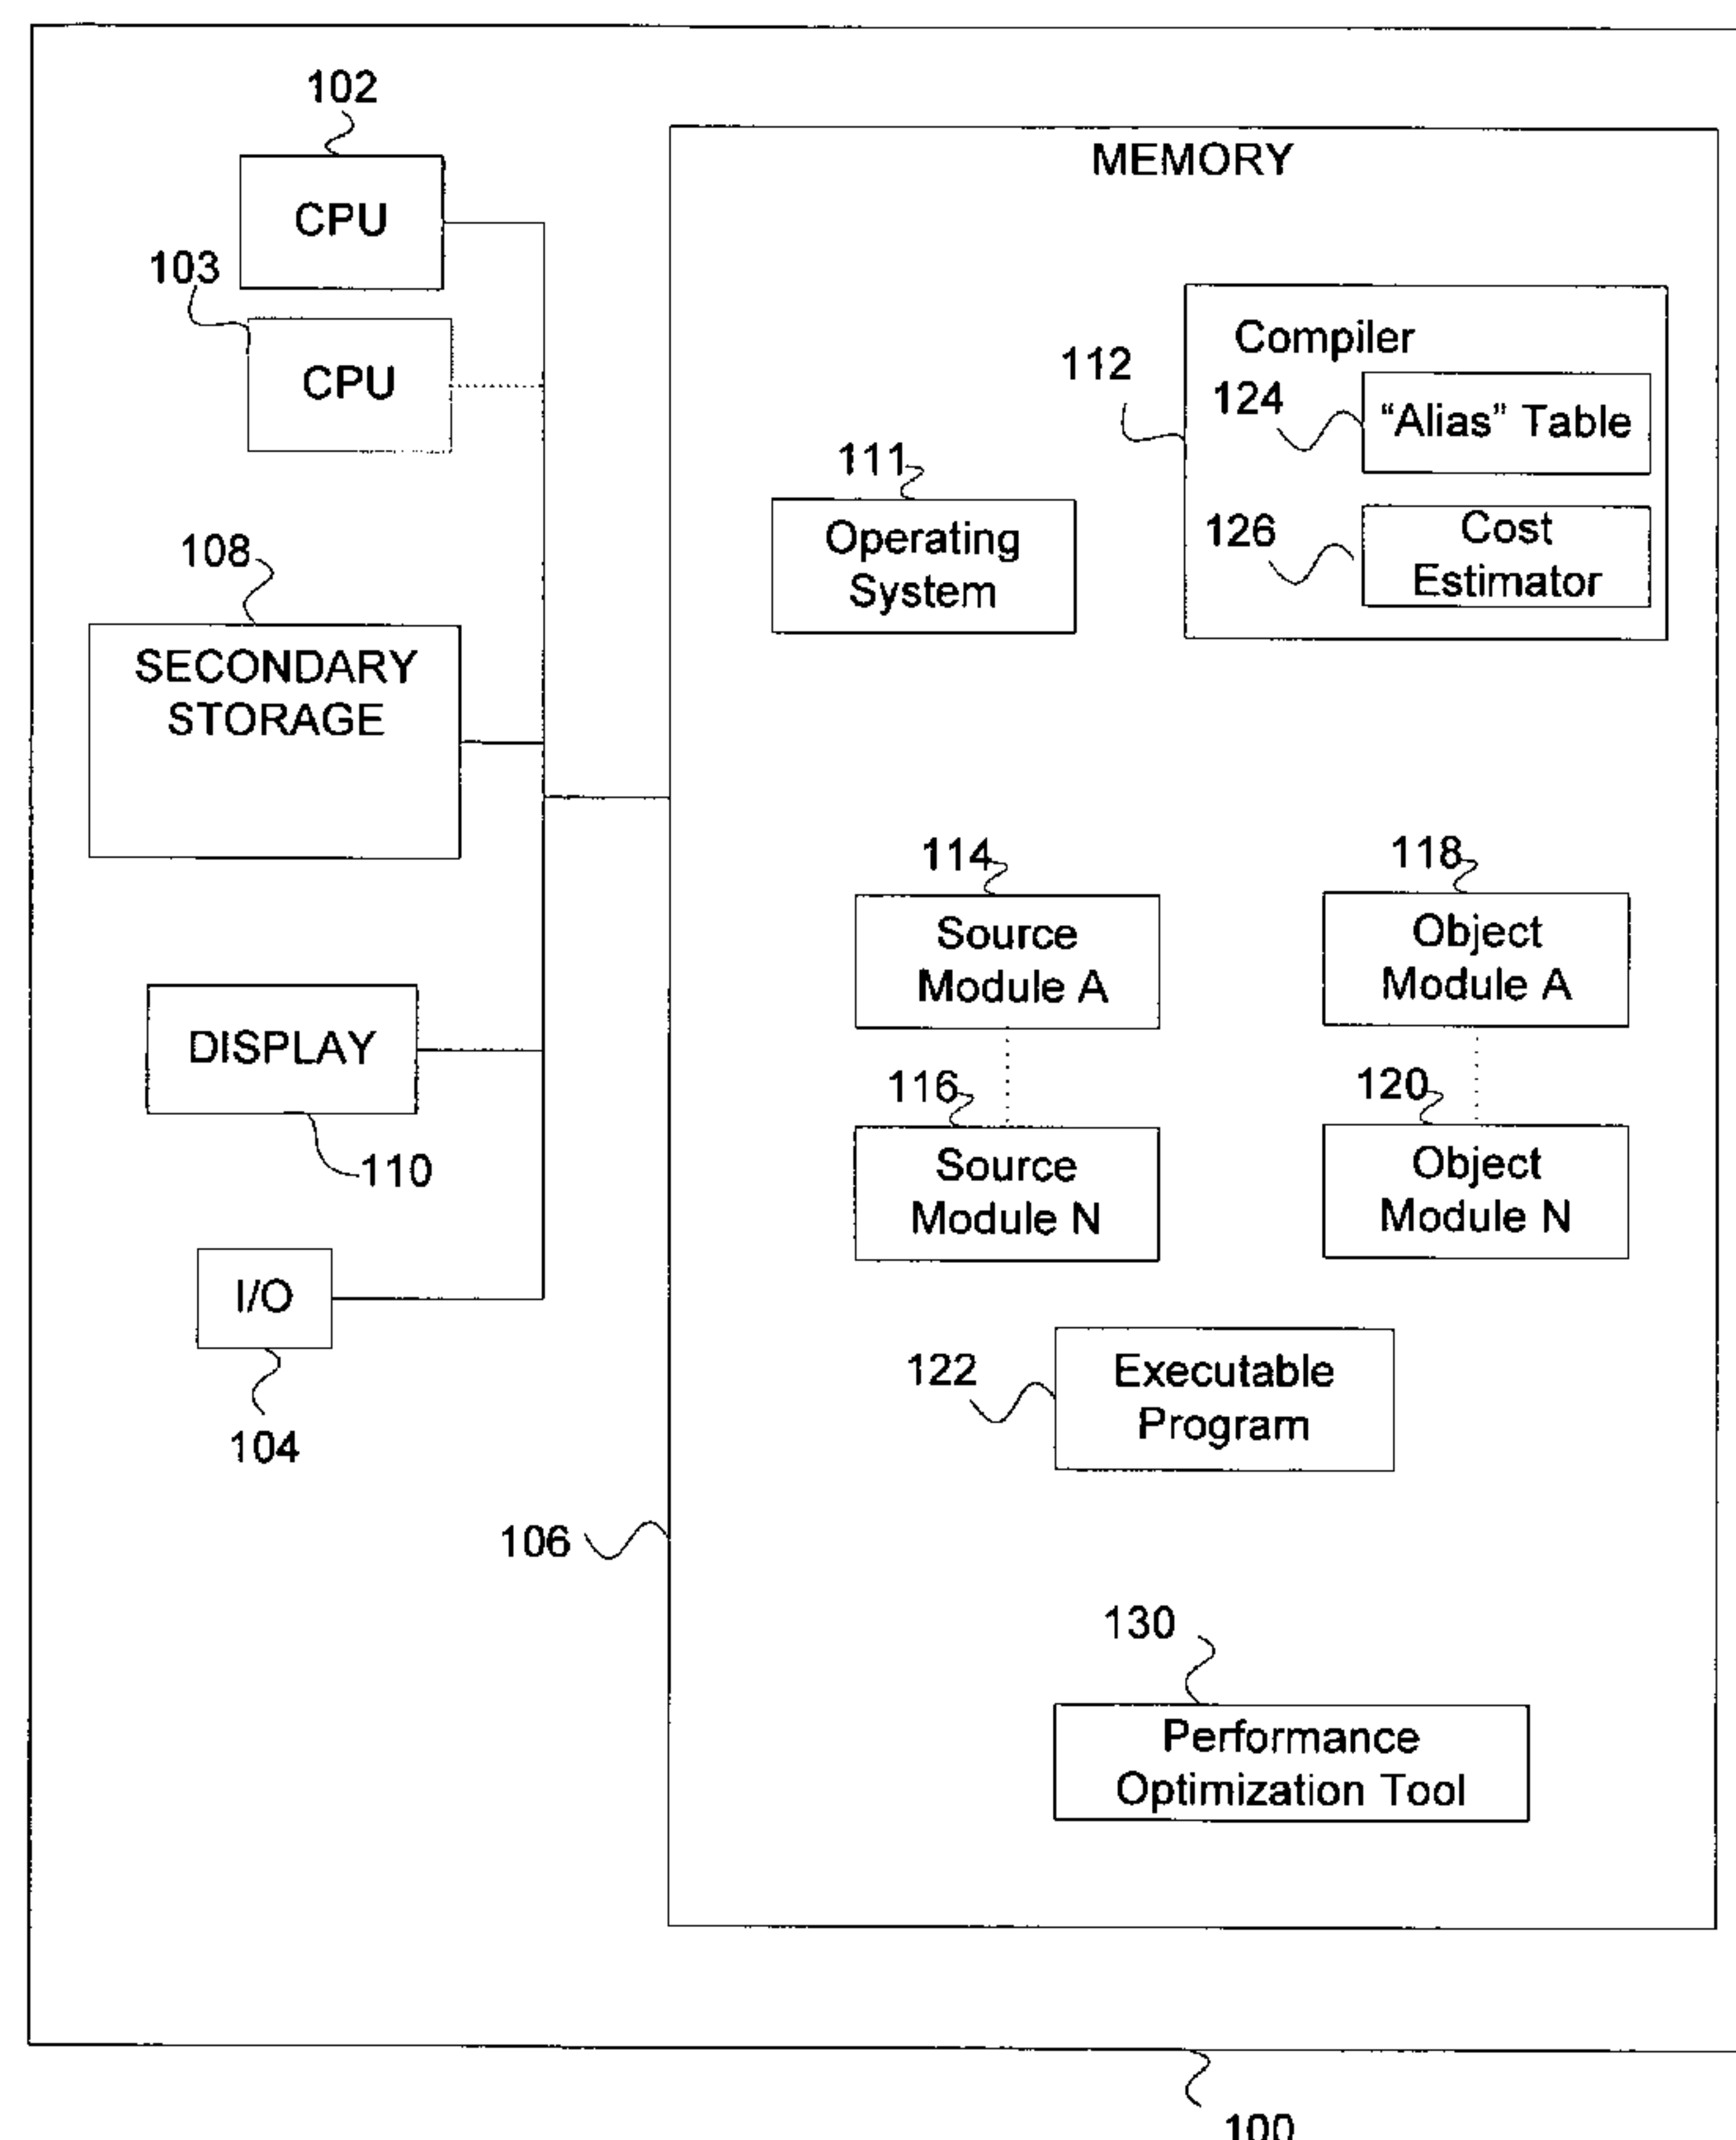 102
MEMORY
CPU
103
CPU
Compiler
112
124
"Alias" Table
111
126
Cost
Estimator
Operating
System
108
SECONDARY
STORAGE
114
118
Source
Module A
Object
Module A
DISPLAY
116
120
110
Source
Module N
Object
Module N
I/O
122
Executable
Program
104
106
130
Performance
Optimization Tool
100